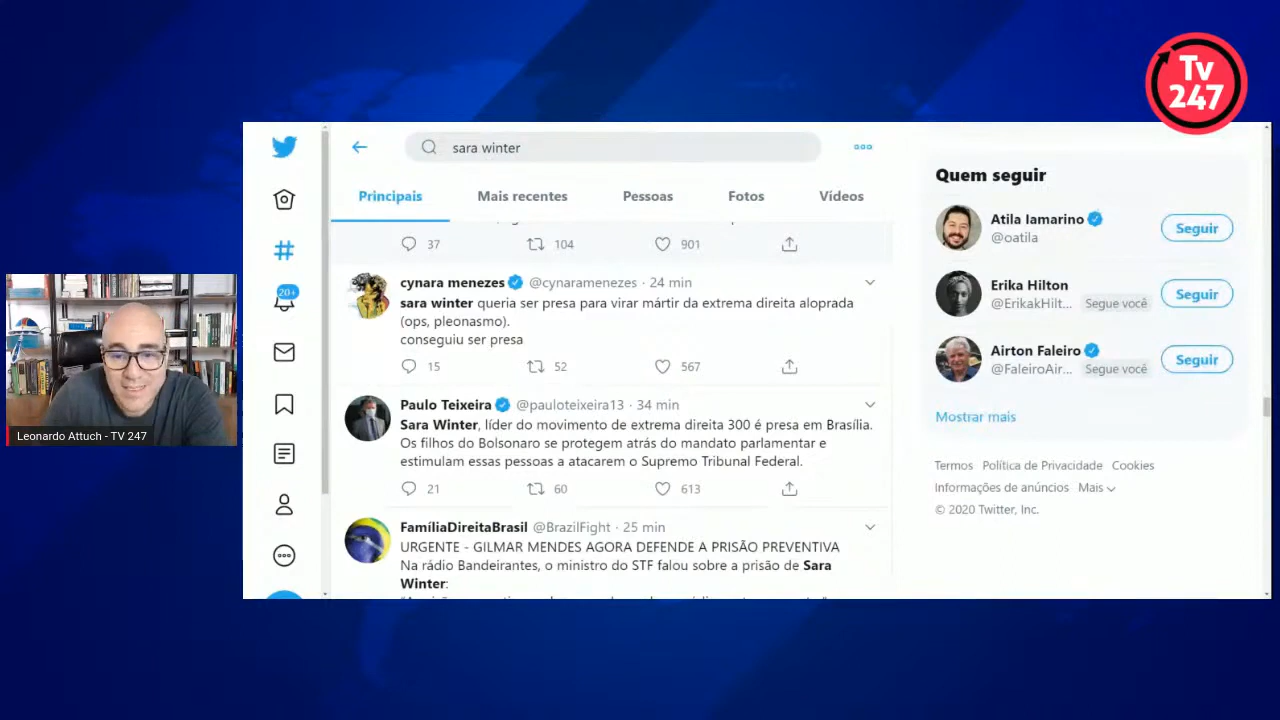 Tv
247
sara winter
Principais
Mais recentes
Pessoas
Fotos
Vídeos
37
104
901
cynara menezes @cynaramenezes · 24 min
sara winter queria ser presa para virar mártir da extrema direita aloprada
(ops, pleonasmo).
conseguiu ser presa
15
52
567
Paulo Teixeira @pauloteixeira13 · 34 min
Sara Winter, líder do movimento de extrema direita 300 é presa em Brasília.
Os filhos do Bolsonaro se protegem atrás do mandato parlamentar e
estimulam essas pessoas a atacarem o Supremo Tribunal Federal.
21
60
613
FamíliaDireitaBrasil @BrazilFight · 25 min
URGENTE - GILMAR MENDES AGORA DEFENDE A PRISÃO PREVENTIVA
Na rádio Bandeirantes, o ministro do STF falou sobre a prisão de Sara
Winter:
20+
Quem seguir
Atila Iamarino
@oatila
Seguir
Erika Hilton
@ErikakHilt... Segue você
Seguir
Airton Faleiro
@FaleiroAir... Segue você
Seguir
Mostrar mais
Termos Política de Privacidade Cookies
Informações de anúncios Mais
© 2020 Twitter, Inc.
Leonardo Attuch - TV 247